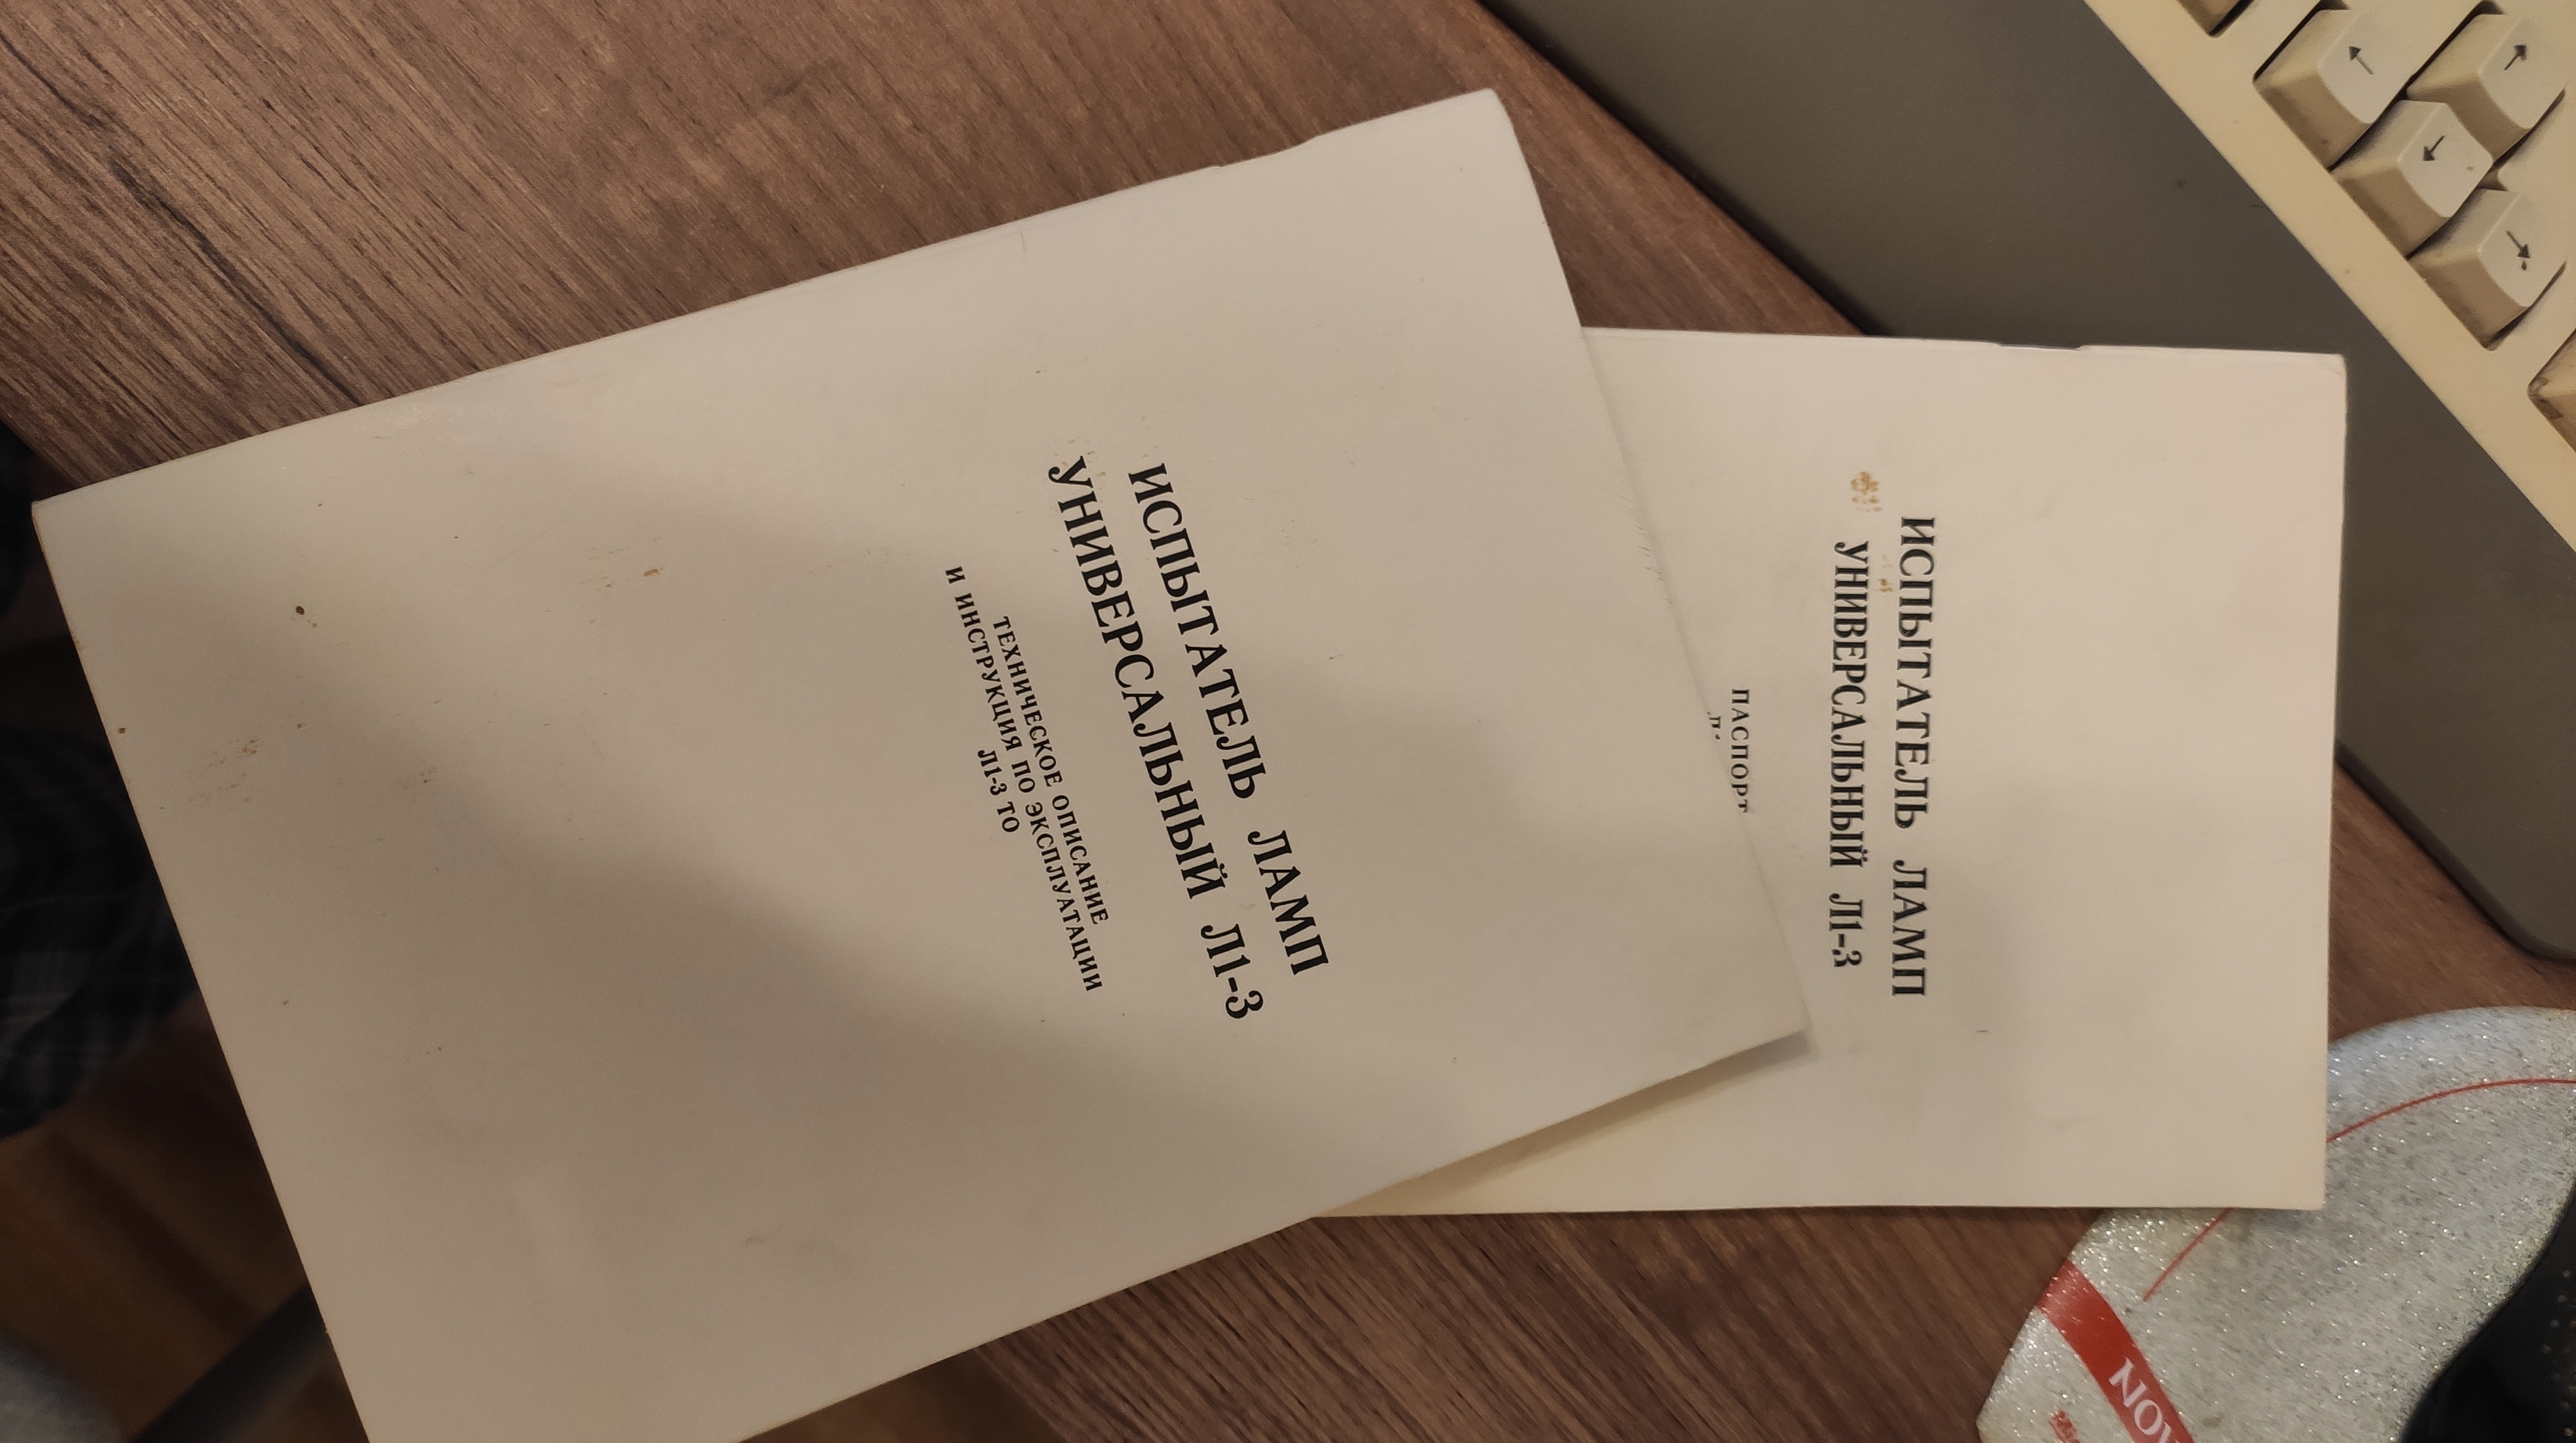 ИСПЫТАТЕЛЬ ЛАМП
УНИВЕРСАЛЬНЫЙ Л1-3
ТЕХНИЧЕСКОЕ ОПИСАНИЕ
И ИНСТРУКЦИЯ ПО ЭКСПЛУАТАЦИИ
Л1-3 ТО
ИСПЫТАТЕЛЬ ЛАМП
УНИВЕРСАЛЬНЫЙ Л1-3
ПАСПОРТ